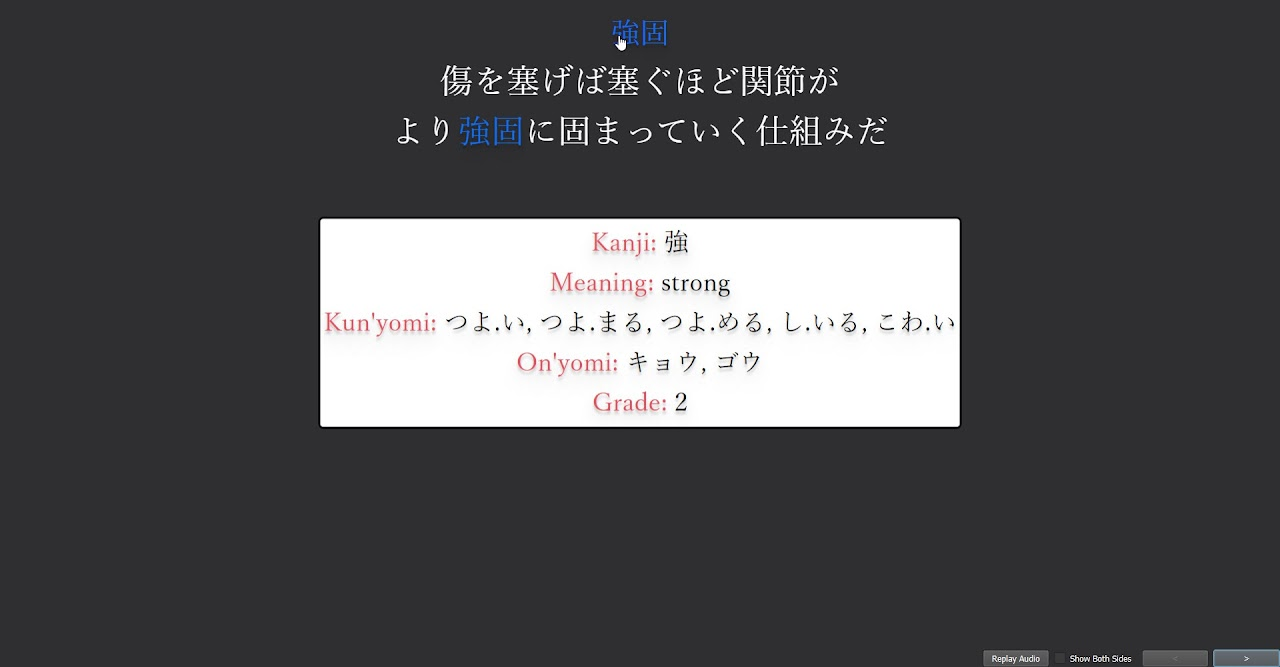 強固
傷を塞げば塞ぐほど関節が
より強固に固まっていく仕組みだ
Kanji: 強
Meaning: strong
Kun'yomi: つよ.い, つよ.まる, つよ.める, し.いる, こわ.い
On'yomi: キョウ, ゴウ
Grade: 2
Replay Audio Show Both Sides < >